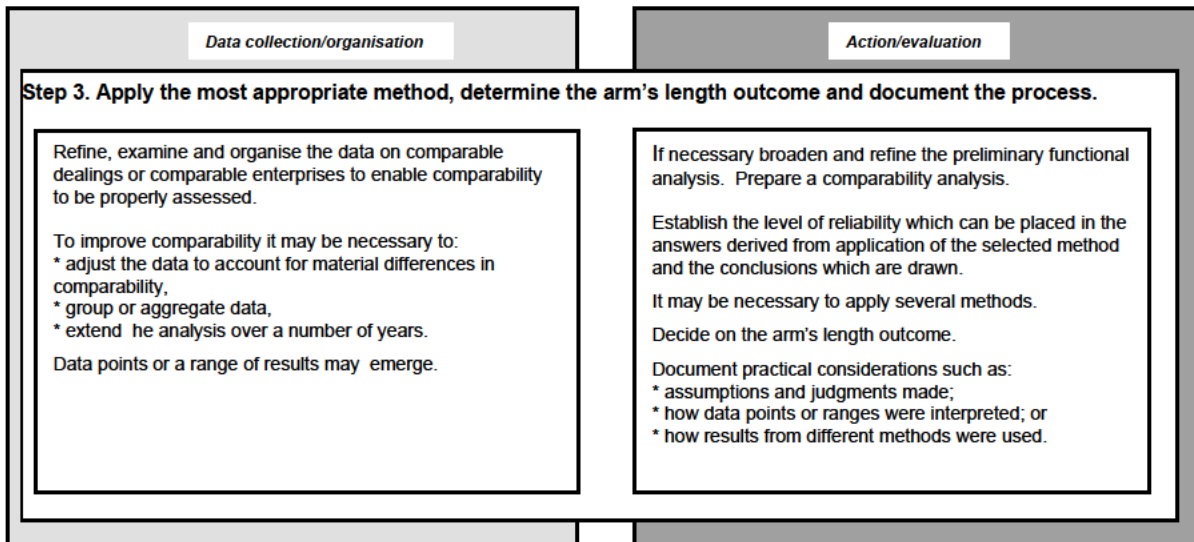 Data collection/organisation
Action/evaluation
Step 3. Apply the most appropriate method, determine the arm's length outcome and document the process.
Refine, examine and organise the data on comparable
dealings or comparable enterprises to enable comparability
to be properly assessed.
To improve comparability it may be necessary to:
* adjust the data to account for material differences in
comparability,
* group or aggregate data,
* extend he analysis over a number of years.
Data points or a range of results may emerge.
If necessary broaden and refine the preliminary functional
analysis. Prepare a comparability analysis.
Establish the level of reliability which can be placed in the
answers derived from application of the selected method
and the conclusions which are drawn.
It may be necessary to apply several methods.
Decide on the arm's length outcome.
Document practical considerations such as:
* assumptions and judgments made;
* how data points or ranges were interpreted; or
* how results from different methods were used.